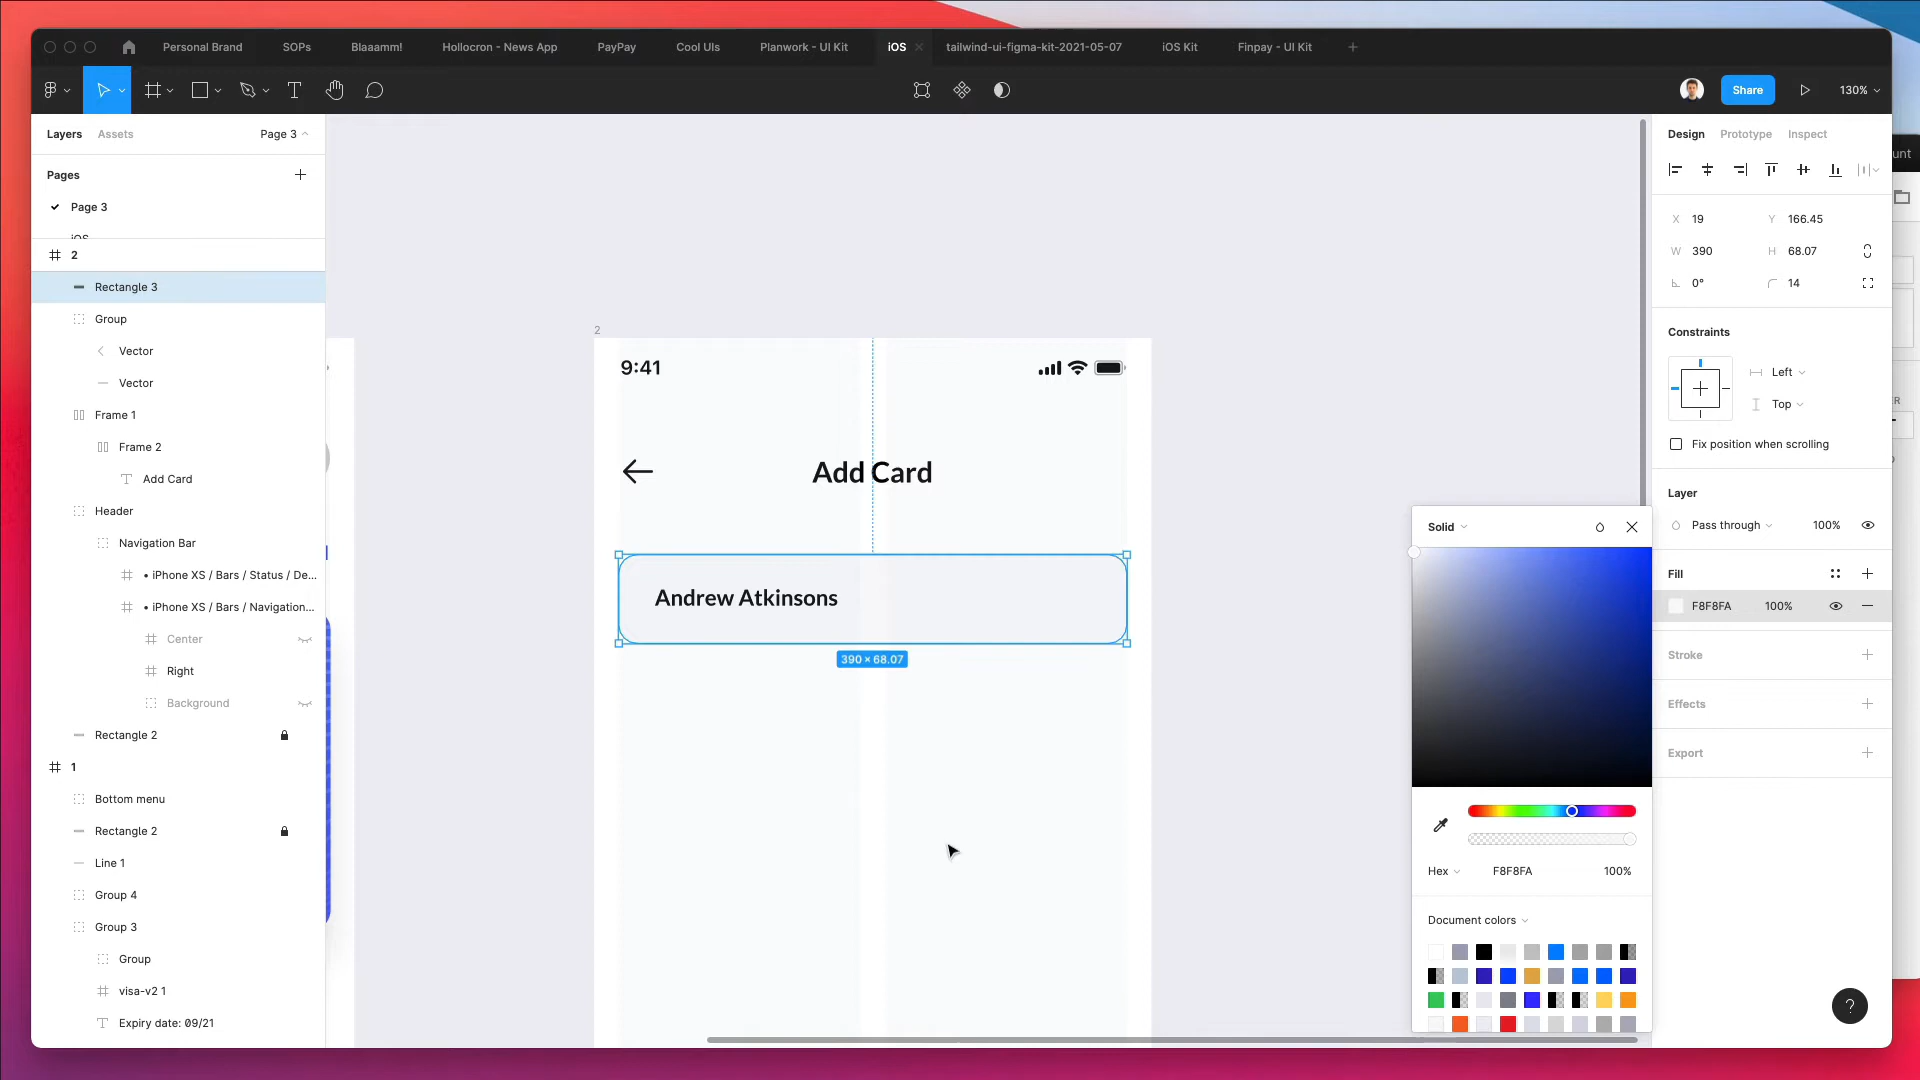 Personal Brand
SOPs
Blaaamm!
Hollocron - News App
PayPay
Cool UIs
Planwork - UI Kit
iOS
tailwind-ui-figma-kit-2021-05-07
iOS Kit
Finpay - UI Kit
Share
130%
Layers
Assets
Page 3
Pages
Page 3
iOS
2
Rectangle 3
Group
Vector
Vector
Frame 1
Frame 2
Add Card
Header
Navigation Bar
• iPhone XS / Bars / Status / De...
• iPhone XS / Bars / Navigation...
Center
Right
Background
Rectangle 2
1
Bottom menu
Rectangle 2
Line 1
Group 4
Group 3
Group
visa-v2 1
Expiry date: 09/21
2
9:41
Add Card
Andrew Atkinsons
390 × 68.07
Solid
Hex
F8F8FA
100%
Document colors
Design
Prototype
Inspect
X 19
Y 166.45
W 390
H 68.07
0°
14
Constraints
Left
Top
Fix position when scrolling
Layer
Pass through
100%
Fill
F8F8FA
100%
Stroke
Effects
Export
?
unt
R